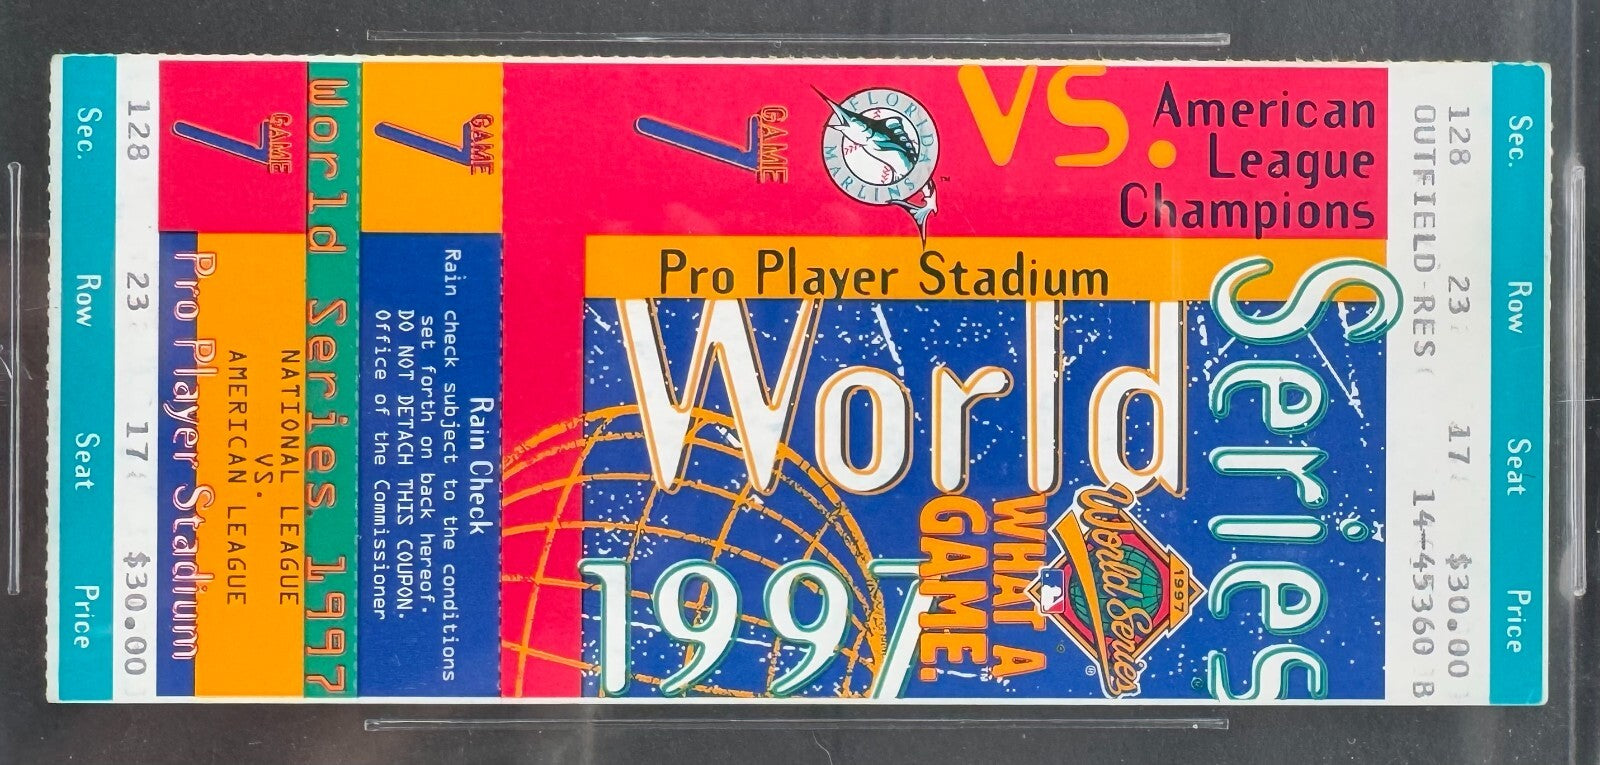 Sec. Row Seat Price
128 23 17 $30.00
GAME
7
Pro Player Stadium
NATIONAL LEAGUE
VS.
AMERICAN LEAGUE
World Series 1997
GAME
7
Rain Check
Rain check subject to the conditions
set forth on back hereof.
DO NOT DETACH THIS COUPON.
Office of the Commissioner
GAME
7
FLORIDA
MARLINS
TM
VS.
American
League
Champions
Pro Player Stadium
World
Series
1997
WHAT A
GAME.
1997
World Series
®
©
128 23 17 $30.00
OUTFIELD-RES 14-45360 B
Sec. Row Seat Price